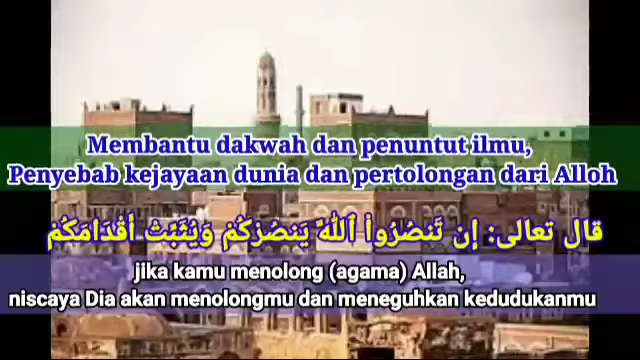 Membantu dakwah dan penuntut ilmu,
Penyebab kejayaan dunia dan pertolongan dari Alloh
قال تعالى: إن تَنصُرُوا۟ ٱللَّهَ يَنصُرْكُمْ وَيُثَبِّتْ أَقْدَامَكُمْ
jika kamu menolong (agama) Allah,
niscaya Dia akan menolongmu dan meneguhkan kedudukanmu